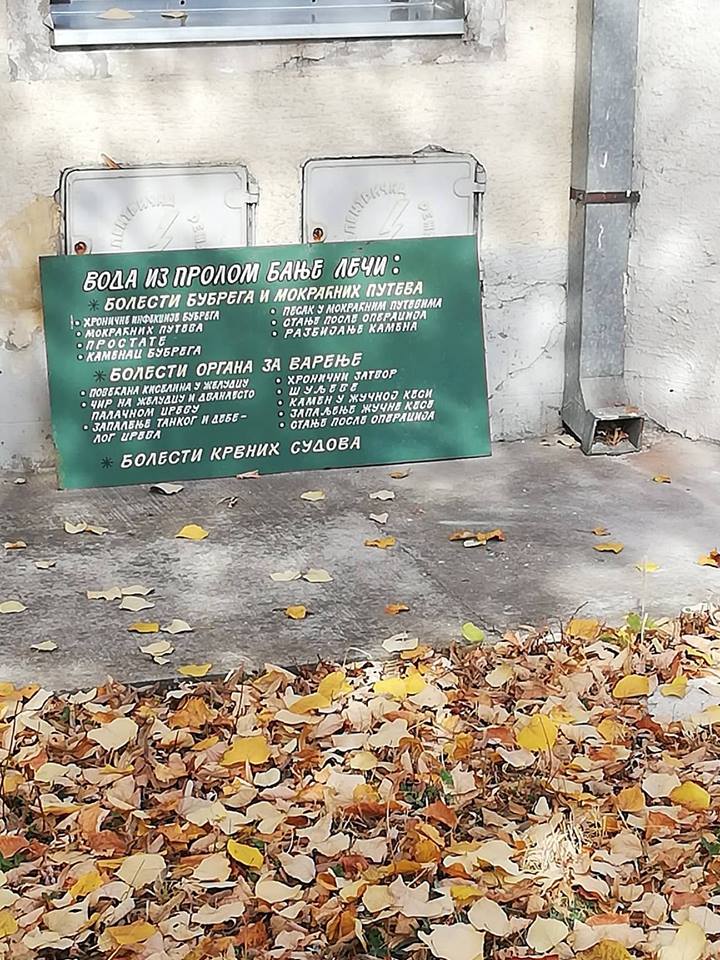 ВОДА ИЗ ПРОЛОМ БАЊЕ ЛЕЧИ:
* БОЛЕСТИ БУБРЕГА И МОКРАЋНИХ ПУТЕВА
• ХРОНИЧНЕ ИНФЕКЦИЈЕ БУБРЕГА
• МОКРАЋНИХ ПУТЕВА
• ПРОСТАТЕ
• КАМЕНАЦ БУБРЕГА
• ПЕСАК У МОКРАЋНИМ ПУТЕВИМА
• СТАЊЕ ПОСЛЕ ОПЕРАЦИЈА
• РАЗБИЈАЊЕ КАМЕНА
* БОЛЕСТИ ОРГАНА ЗА ВАРЕЊЕ
• ПОВЕЋАНА КИСЕЛИНА У ЖЕЛУДЦУ
• ЧИР НА ЖЕЛУДЦУ И ДВАНАЕСТО
ПАЛАЧНОМ ЦРЕВУ
• ЗАПАЉЕЊЕ ТАНКОГ И ДЕБЕ-
ЛОГ ЦРЕВА
• ХРОНИЧНИ ЗАТВОР
• ШУЉЕВЕ
• КАМЕН У ЖУЧНОЈ КЕСИ
• ЗАПАЉЕЊЕ ЖУЧНЕ КЕСЕ
• СТАЊЕ ПОСЛЕ ОПЕРАЦИЈА
* БОЛЕСТИ КРВНИХ СУДОВА